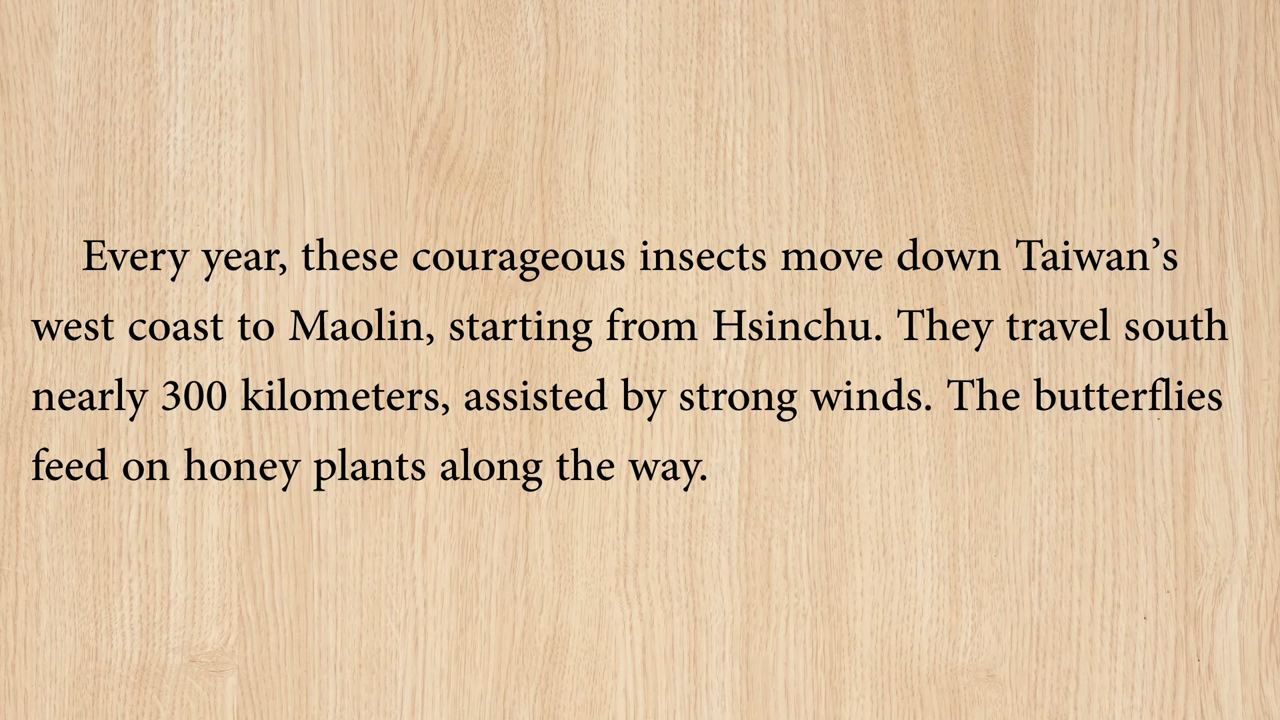 Every year, these courageous insects move down Taiwan’s
west coast to Maolin, starting from Hsinchu. They travel south
nearly 300 kilometers, assisted by strong winds. The butterflies
feed on honey plants along the way.